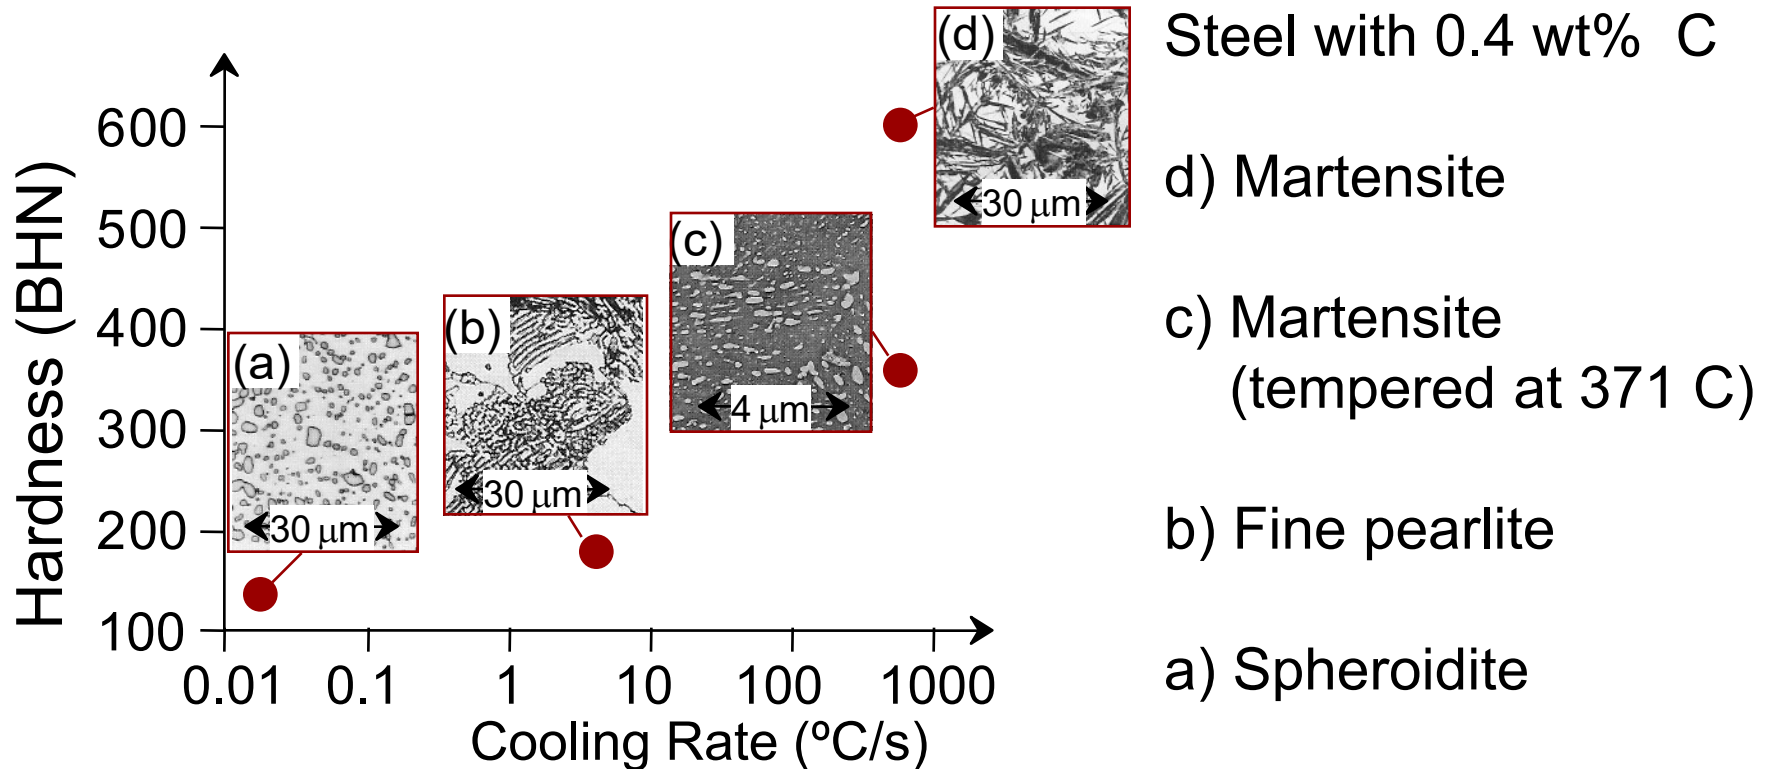 (d)
Steel with 0.4 wt% C
600
30 μm
d) Martensite
500
(c)
4 μm
c) Martensite
(tempered at 371 C)
400
(b)
30 μm
(a)
30 μm
300
200
b) Fine pearlite
100
a) Spheroidite
Hardness (BHN)
0.01 0.1 1 10 100 1000
Cooling Rate (ºC/s)